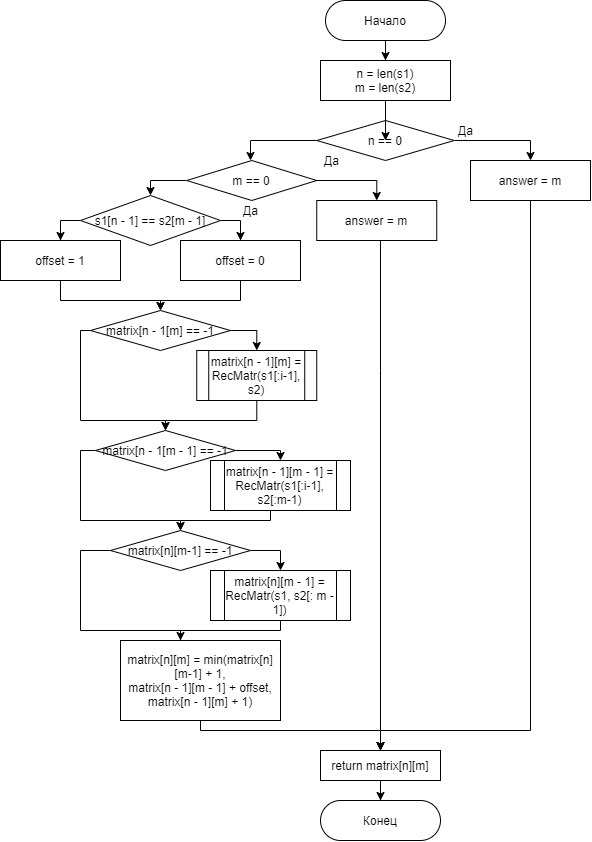 Начало
n = len(s1)
m = len(s2)
n == 0
Да
Да
m == 0
answer = m
s1[n - 1] == s2[m - 1]
Да
answer = m
offset = 1
offset = 0
matrix[n - 1[m] == -1
matrix[n - 1][m] =
RecMatr(s1[:i-1],
s2)
matrix[n - 1[m - 1] == -1
matrix[n - 1][m - 1] =
RecMatr(s1[:i-1],
s2[:m-1)
matrix[n][m-1] == -1
matrix[n][m - 1] =
RecMatr(s1, s2[: m -
1])
matrix[n][m] = min(matrix[n]
[m-1] + 1,
matrix[n - 1][m - 1] + offset,
matrix[n - 1][m] + 1)
return matrix[n][m]
Конец